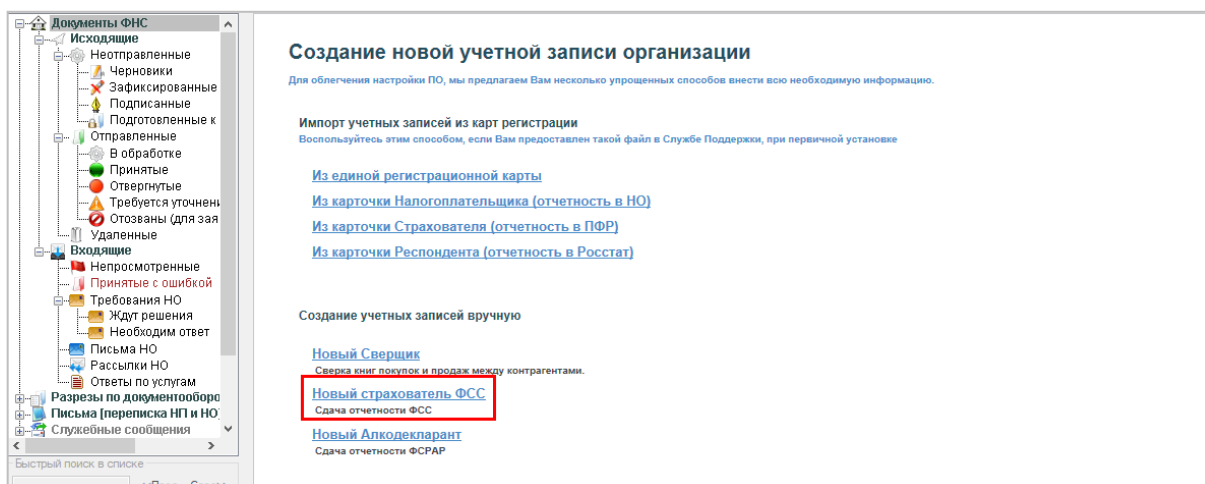 Документы ФНС
Исходящие
Неотправленные
Черновики
Зафиксированные
Подписанные
Подготовленные к
Отправленные
В обработке
Принятые
Отвергнутые
Требуется уточнен
Отозваны (для зая
Удаленные
Входящие
Непросмотренные
Принятые с ошибкой
Требования НО
Ждут решения
Необходим ответ
Письма НО
Рассылки НО
Ответы по услугам
Разрезы по документооборо
Письма [переписка НП и НО]
Служебные сообщения
Быстрый поиск в списке
Создание новой учетной записи организации
Для облегчения настройки ПО, мы предлагаем Вам несколько упрощенных способов внести всю необходимую информацию.
Импорт учетных записей из карт регистрации
Воспользуйтесь этим способом, если Вам предоставлен такой файл в Службе Поддержки, при первичной установке
Из единой регистрационной карты
Из карточки Налогоплательщика (отчетность в НО)
Из карточки Страхователя (отчетность в ПФР)
Из карточки Респондента (отчетность в Росстат)
Создание учетных записей вручную
Новый Сверщик
Сверка книг покупок и продаж между контрагентами.
Новый страхователь ФСС
Сдача отчетности ФСС
Новый Алкодекларант
Сдача отчетности ФСРАР